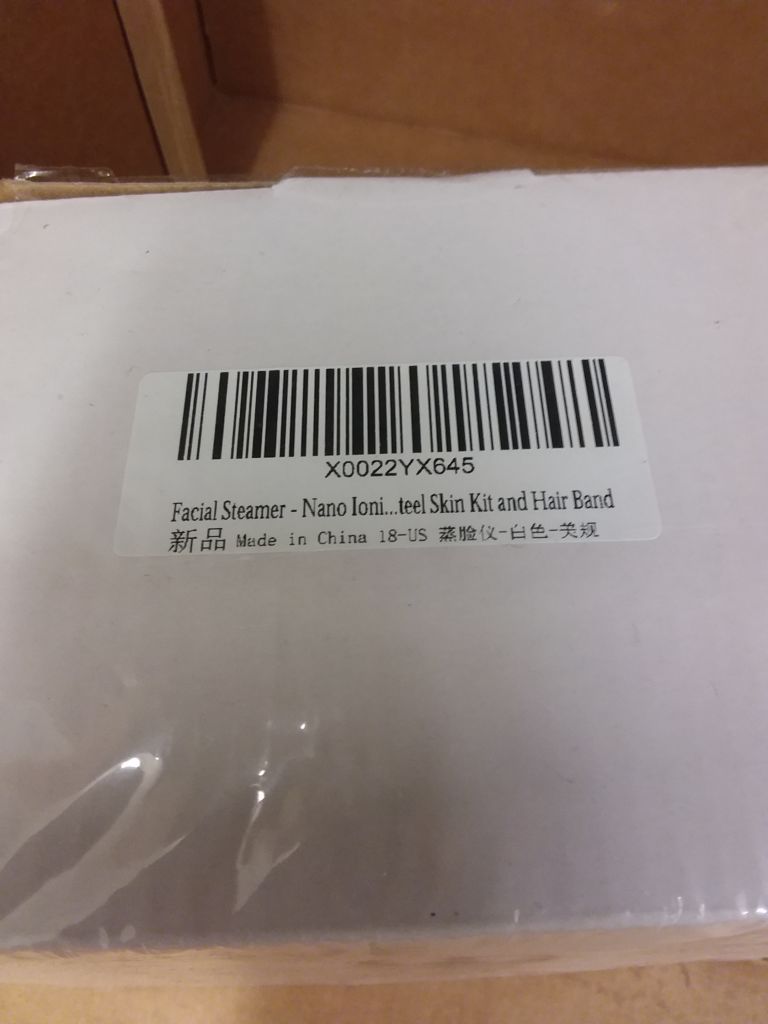 X0022YX645
Facial Steamer - Nano Ioni...teel Skin Kit and Hair Band
新品 Made in China 18-US 蒸脸仪-白色-美规